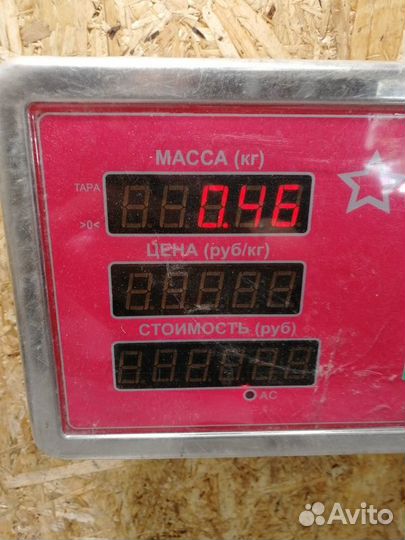 МАССА (кг)
ТАРА
0.46
>0<
ЦЕНА (руб/кг)
СТОИМОСТЬ (руб)
AC
Avito